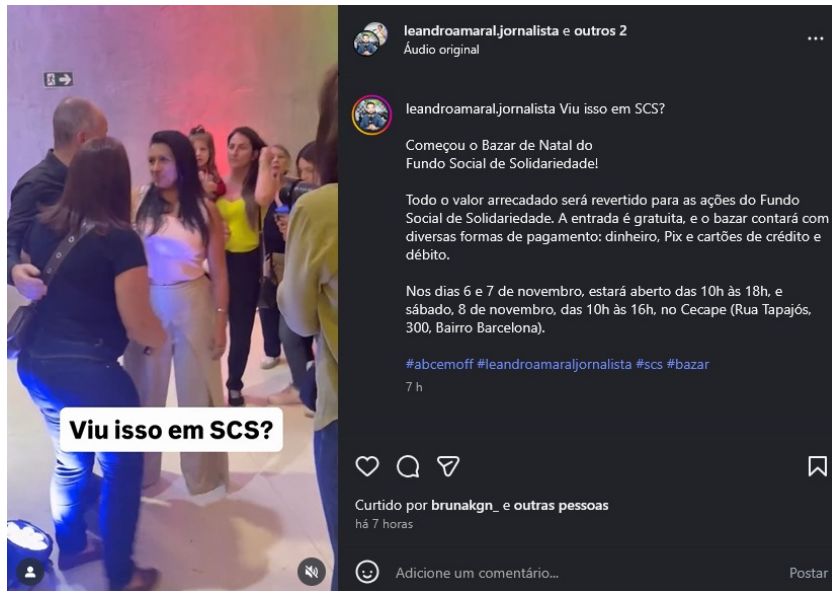 leandroamaral.jornalista e outros 2
Áudio original
leandroamaral.jornalista Viu isso em SCS?
Começou o Bazar de Natal do
Fundo Social de Solidariedade!
Todo o valor arrecadado será revertido para as ações do Fundo
Social de Solidariedade. A entrada é gratuita, e o bazar contará com
diversas formas de pagamento: dinheiro, Pix e cartões de crédito e
débito.
Nos dias 6 e 7 de novembro, estará aberto das 10h às 18h, e
sábado, 8 de novembro, das 10h às 16h, no Cecape (Rua Tapajós,
300, Bairro Barcelona).
#abcemoff #leandroamaraljornalista #scs #bazar
7 h
Viu isso em SCS?
Curtido por brunakgn_ e outras pessoas
há 7 horas
Adicione um comentário...
Postar